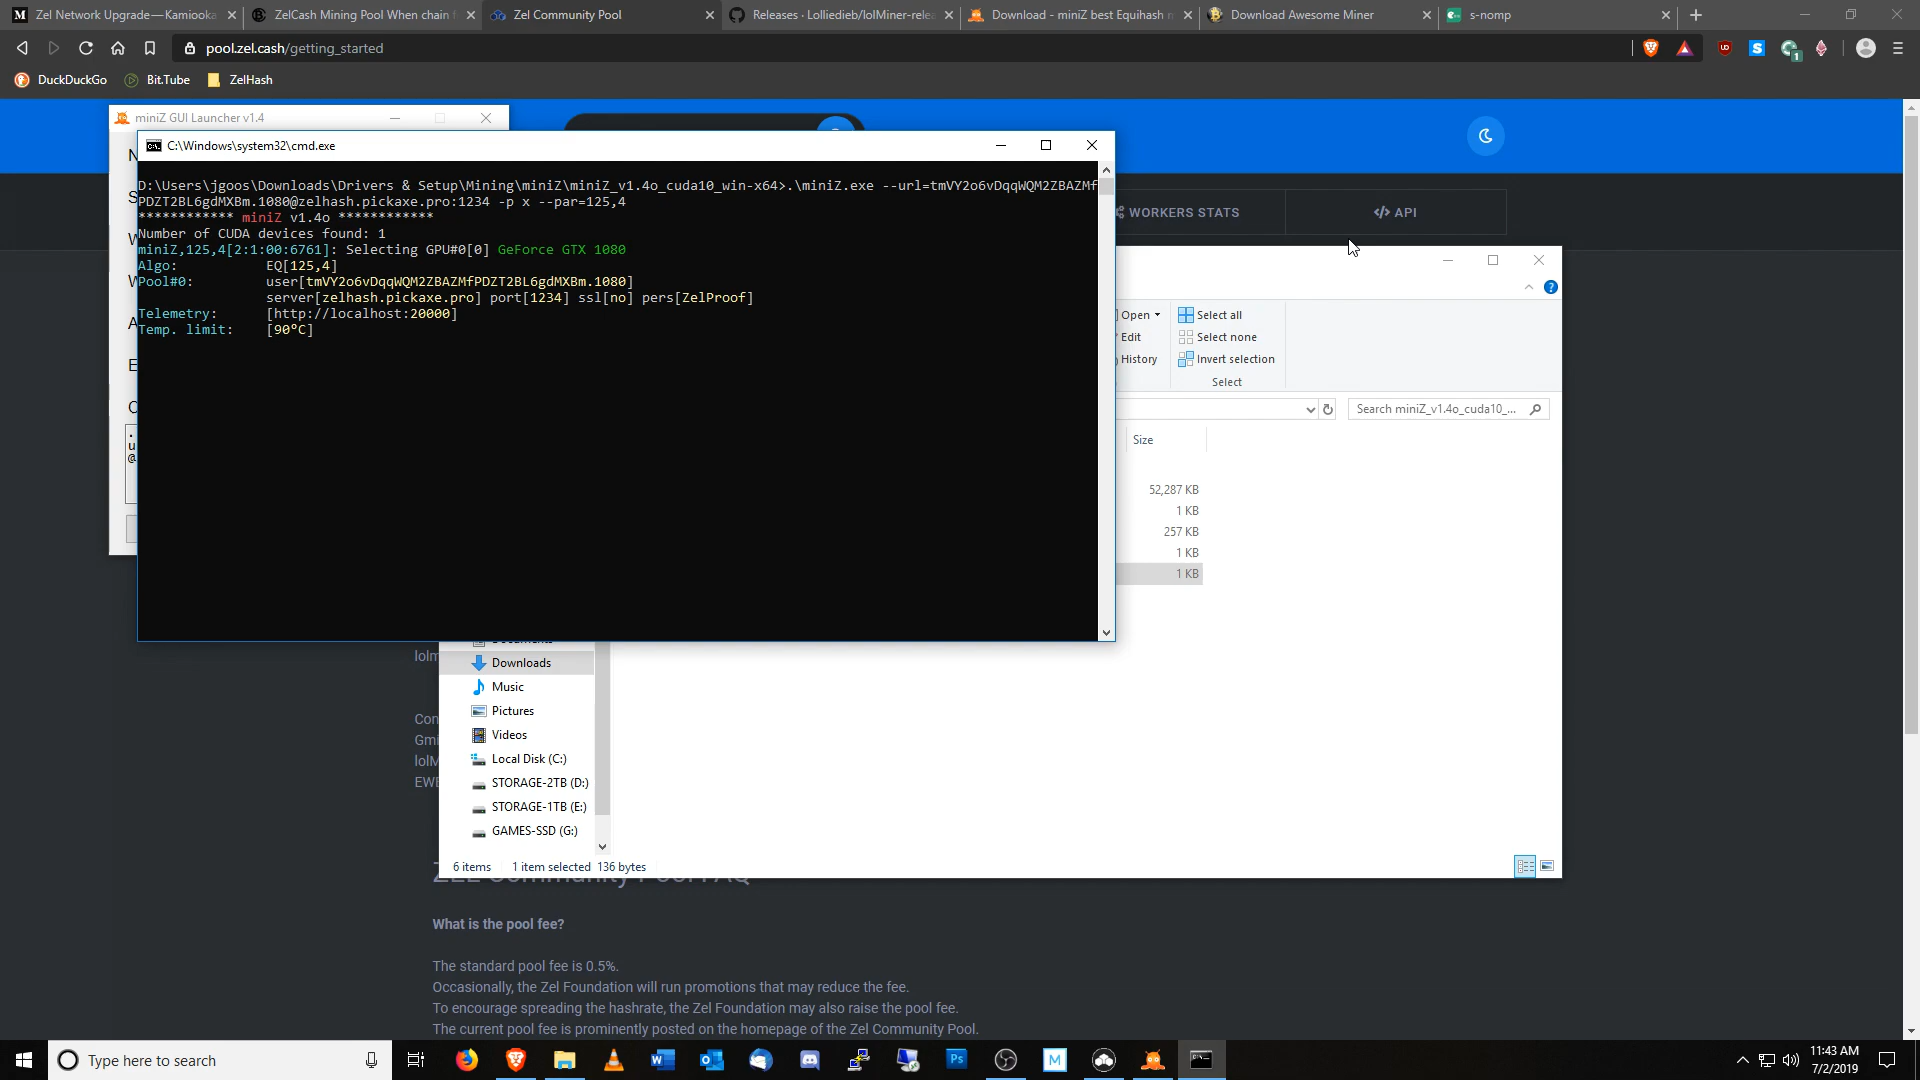 Zel Network Upgrade — Kamiooka
ZelCash Mining Pool When chain f
Zel Community Pool
Releases · Lolliedieb/lolMiner-relea
Download - miniZ best Equihash m
Download Awesome Miner
s-nomp
pool.zel.cash/getting_started
DuckDuckGo
Bit.Tube
ZelHash
miniZ GUI Launcher v1.4
C:\Windows\system32\cmd.exe
D:\Users\jgoos\Downloads\Drivers & Setup\Mining\miniZ\miniZ_v1.4o_cuda10_win-x64>.\miniZ.exe --url=tmVY2o6vDqqWQM2ZBAZMf
PDZT2BL6gdMXBm.1080@zelhash.pickaxe.pro:1234 -p x --par=125,4
************ miniZ v1.4o ************
Number of CUDA devices found: 1
miniZ,125,4[2:1:00:6761]: Selecting GPU#0[0] GeForce GTX 1080
Algo: EQ[125,4]
Pool#0: user[tmVY2o6vDqqWQM2ZBAZMfPDZT2BL6gdMXBm.1080]
server[zelhash.pickaxe.pro] port[1234] ssl[no] pers[ZelProof]
Telemetry: [http://localhost:20000]
Temp. limit: [90ºC]
WORKERS STATS
</> API
Open
Edit
History
Select all
Select none
Invert selection
Select
Search miniZ_v1.4o_cuda10_...
Size
52,287 KB
1 KB
257 KB
1 KB
1 KB
Downloads
Music
Pictures
Videos
Local Disk (C:)
STORAGE-2TB (D:)
STORAGE-1TB (E:)
GAMES-SSD (G:)
6 items
1 item selected 136 bytes
lolm
Con
Gmi
lolM
EWE
ZEL Community Pool FAQ
What is the pool fee?
The standard pool fee is 0.5%.
Occasionally, the Zel Foundation will run promotions that may reduce the fee.
To encourage spreading the hashrate, the Zel Foundation may also raise the pool fee.
The current pool fee is prominently posted on the homepage of the Zel Community Pool.
Type here to search
11:43 AM
7/2/2019